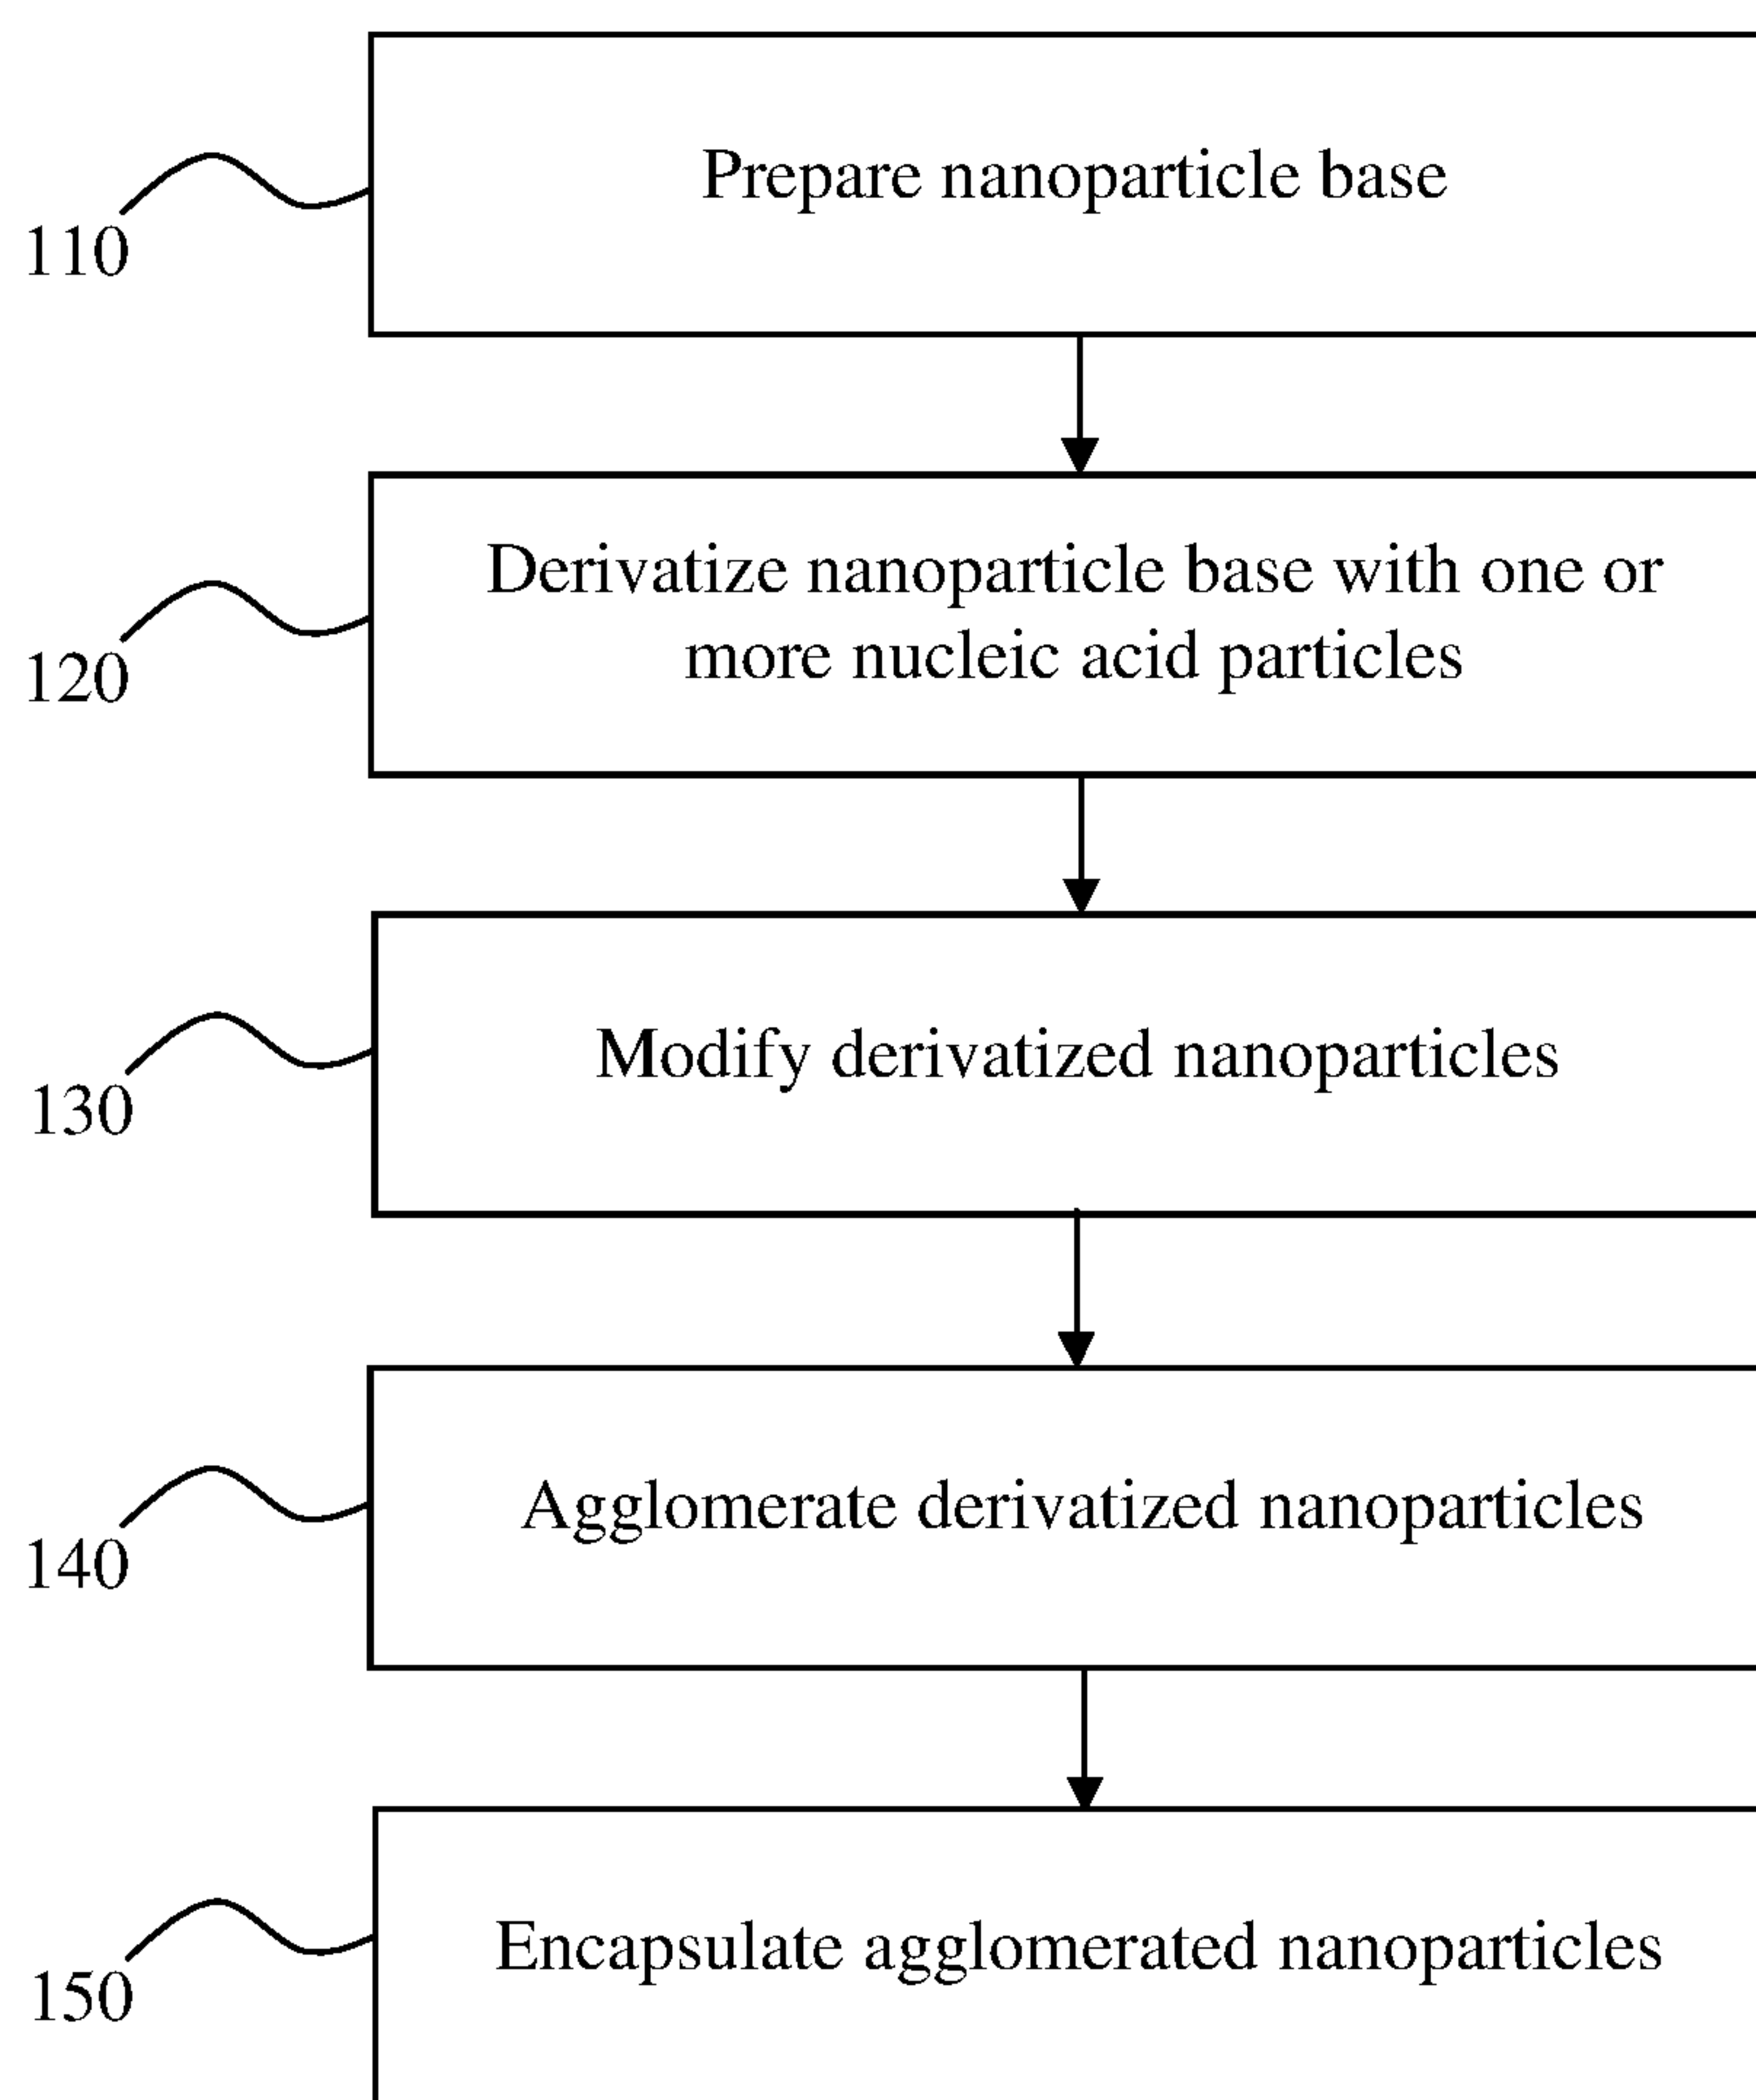 Prepare nanoparticle base
110
Derivatize nanoparticle base with one or
more nucleic acid particles
120
Modify derivatized nanoparticles
130
Agglomerate derivatized nanoparticles
140
Encapsulate agglomerated nanoparticles
150